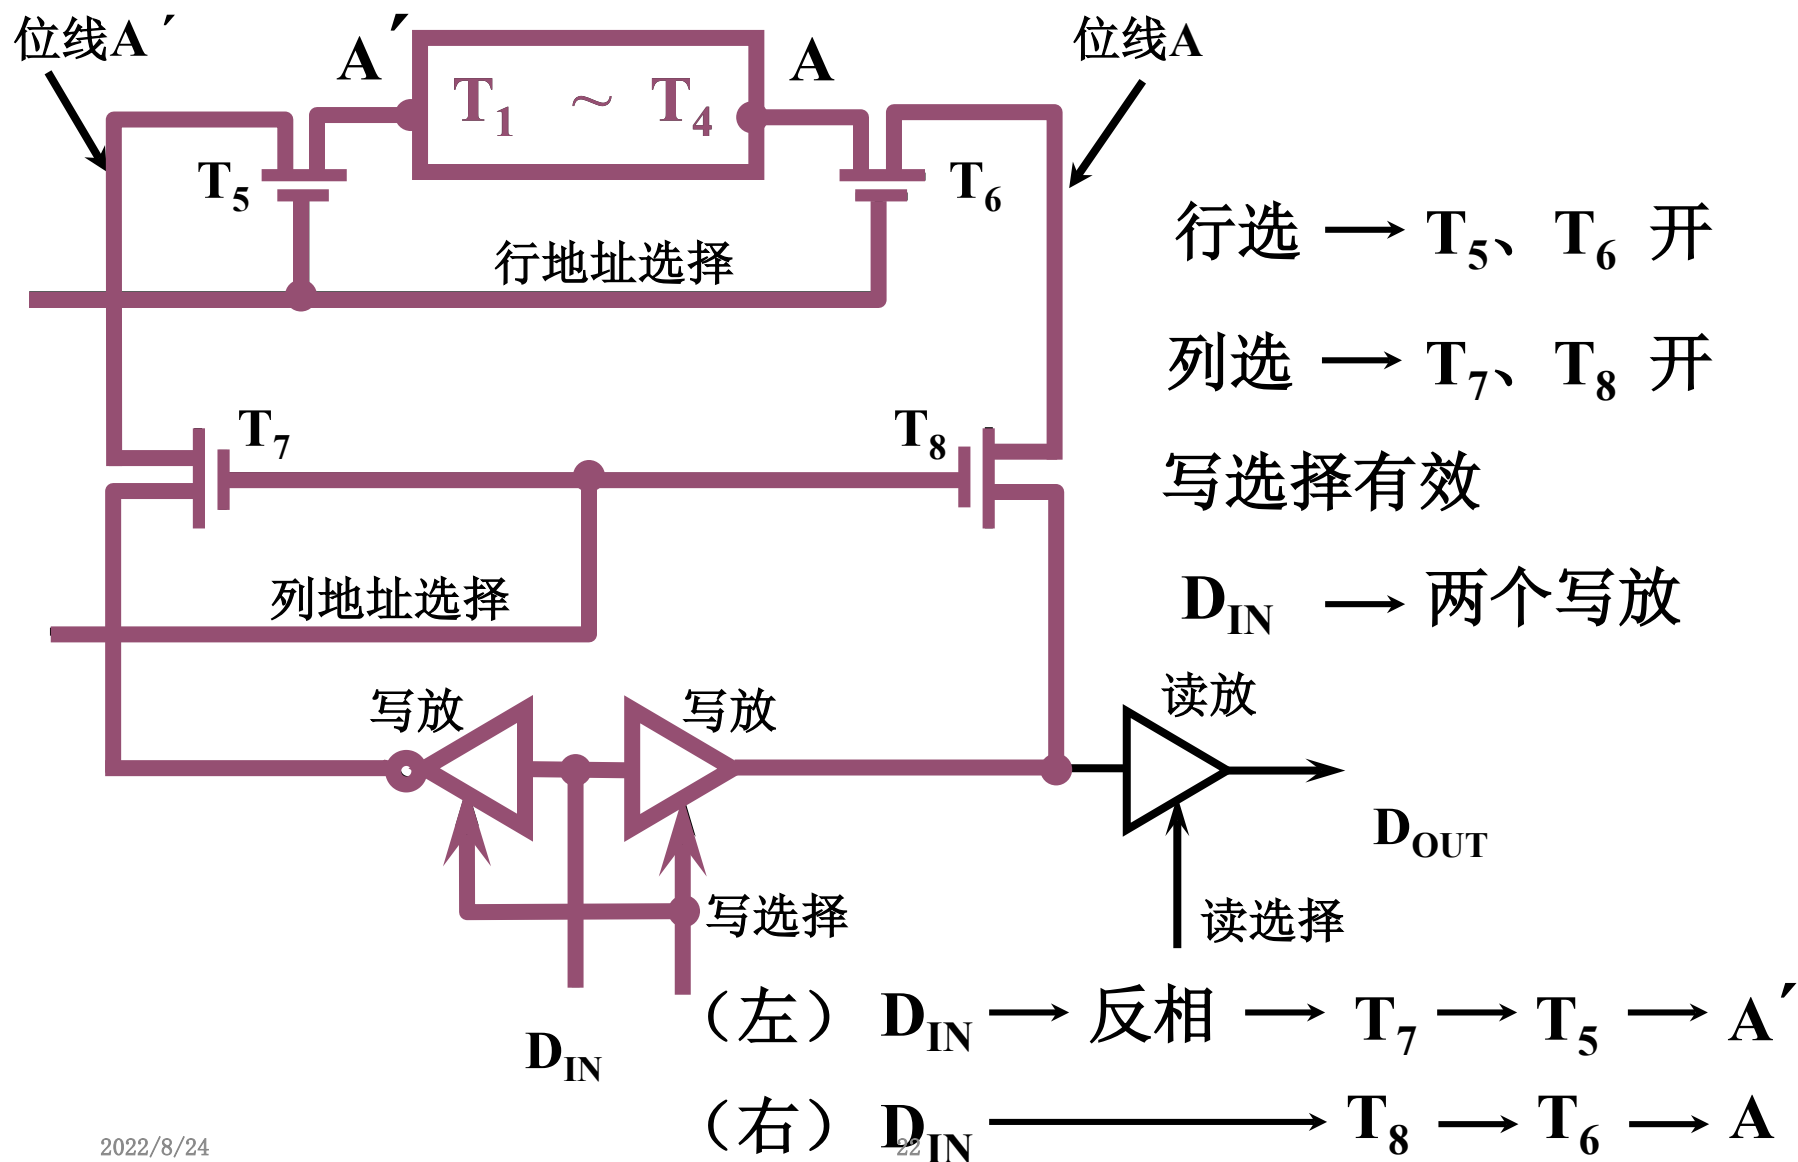 位线A′
A′
T1 ~ T4
A
位线A
T5
T6
行选 → T5、T6 开
行地址选择
列选 → T7、T8 开
T7
T8
写选择有效
列地址选择
DIN → 两个写放
写放
写放
读放
DOUT
写选择
读选择
DIN
（左）DIN → 反相 → T7 → T5 → A′
（右）DIN → T8 → T6 → A
2022/8/24
22